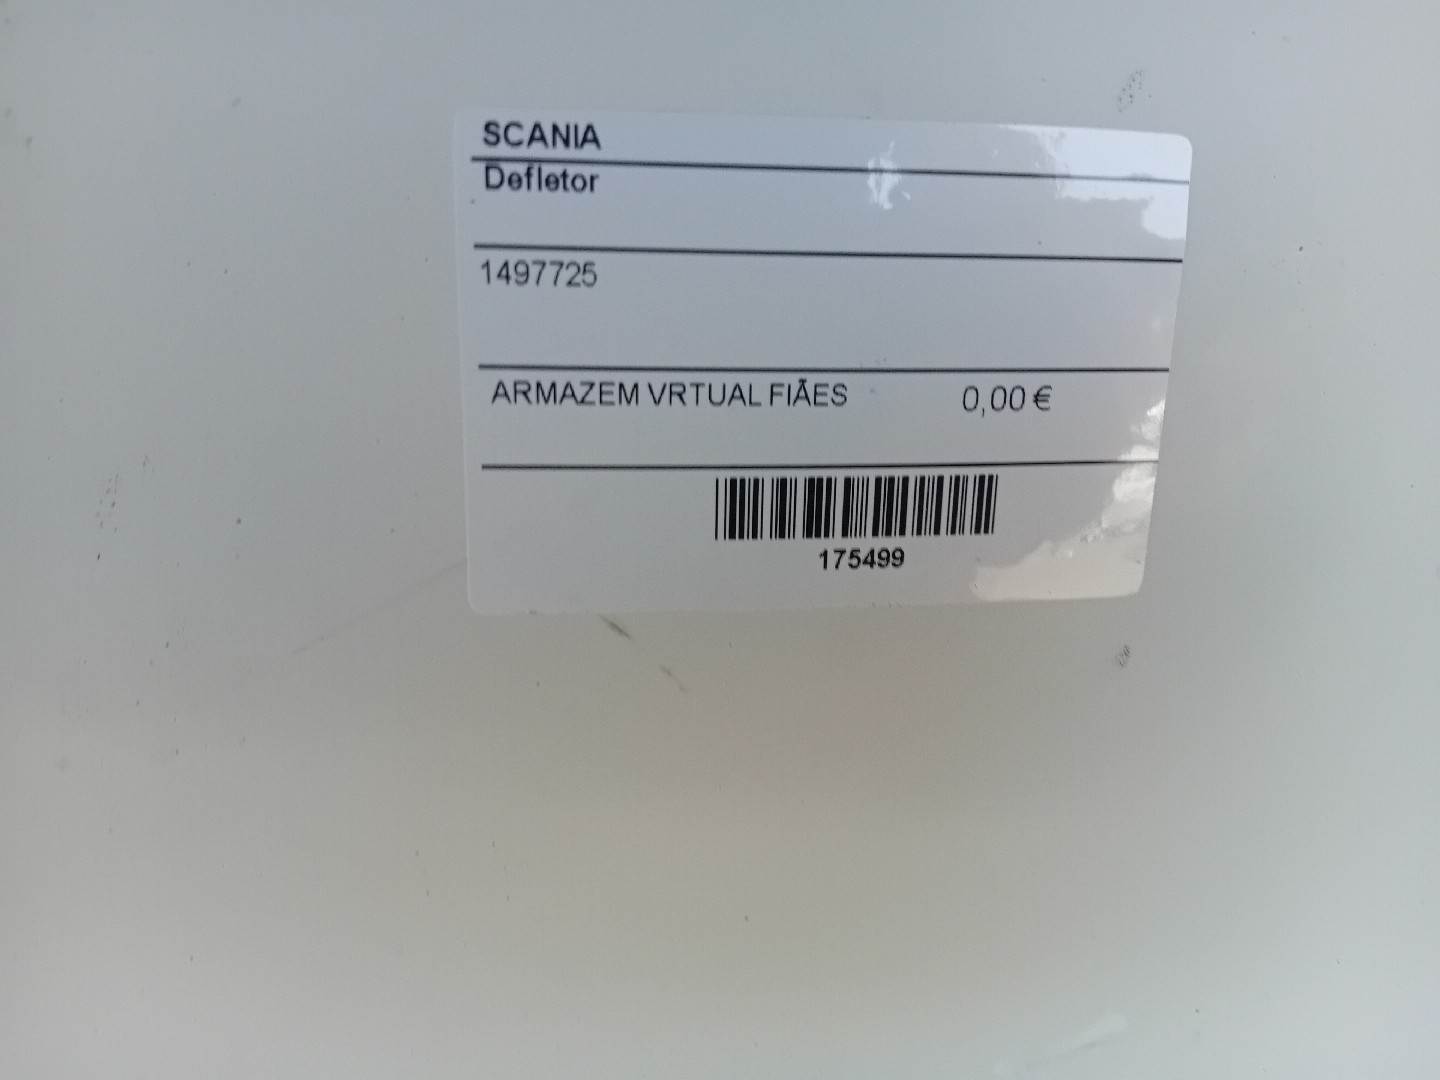 SCANIA
Defletor
1497725
ARMAZEM VRTUAL FIÃES 0,00 €
175499